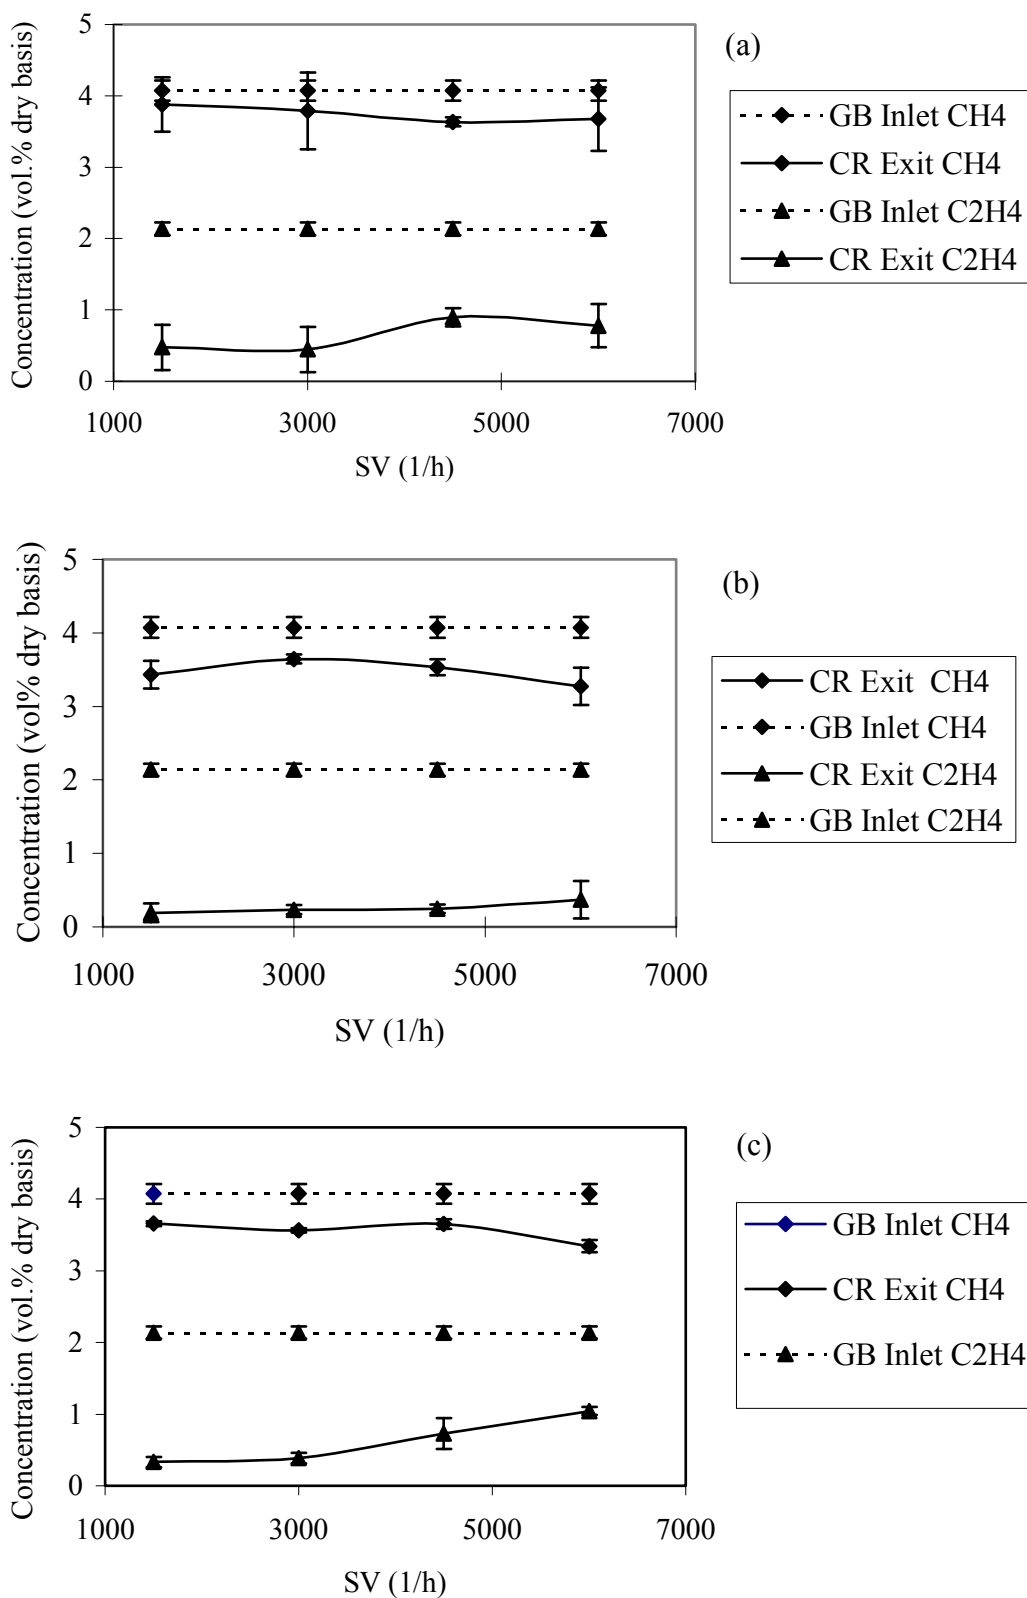 (a)
Concentration (vol.% dry basis)
5
4
3
2
1
0
1000 3000 5000 7000
SV (1/h)
GB Inlet CH4
CR Exit CH4
GB Inlet C2H4
CR Exit C2H4
(b)
Concentration (vol% dry basis)
5
4
3
2
1
0
1000 3000 5000 7000
SV (1/h)
CR Exit CH4
GB Inlet CH4
CR Exit C2H4
GB Inlet C2H4
(c)
Concentration (vol.% dry basis)
5
4
3
2
1
0
1000 3000 5000 7000
SV (1/h)
GB Inlet CH4
CR Exit CH4
GB Inlet C2H4